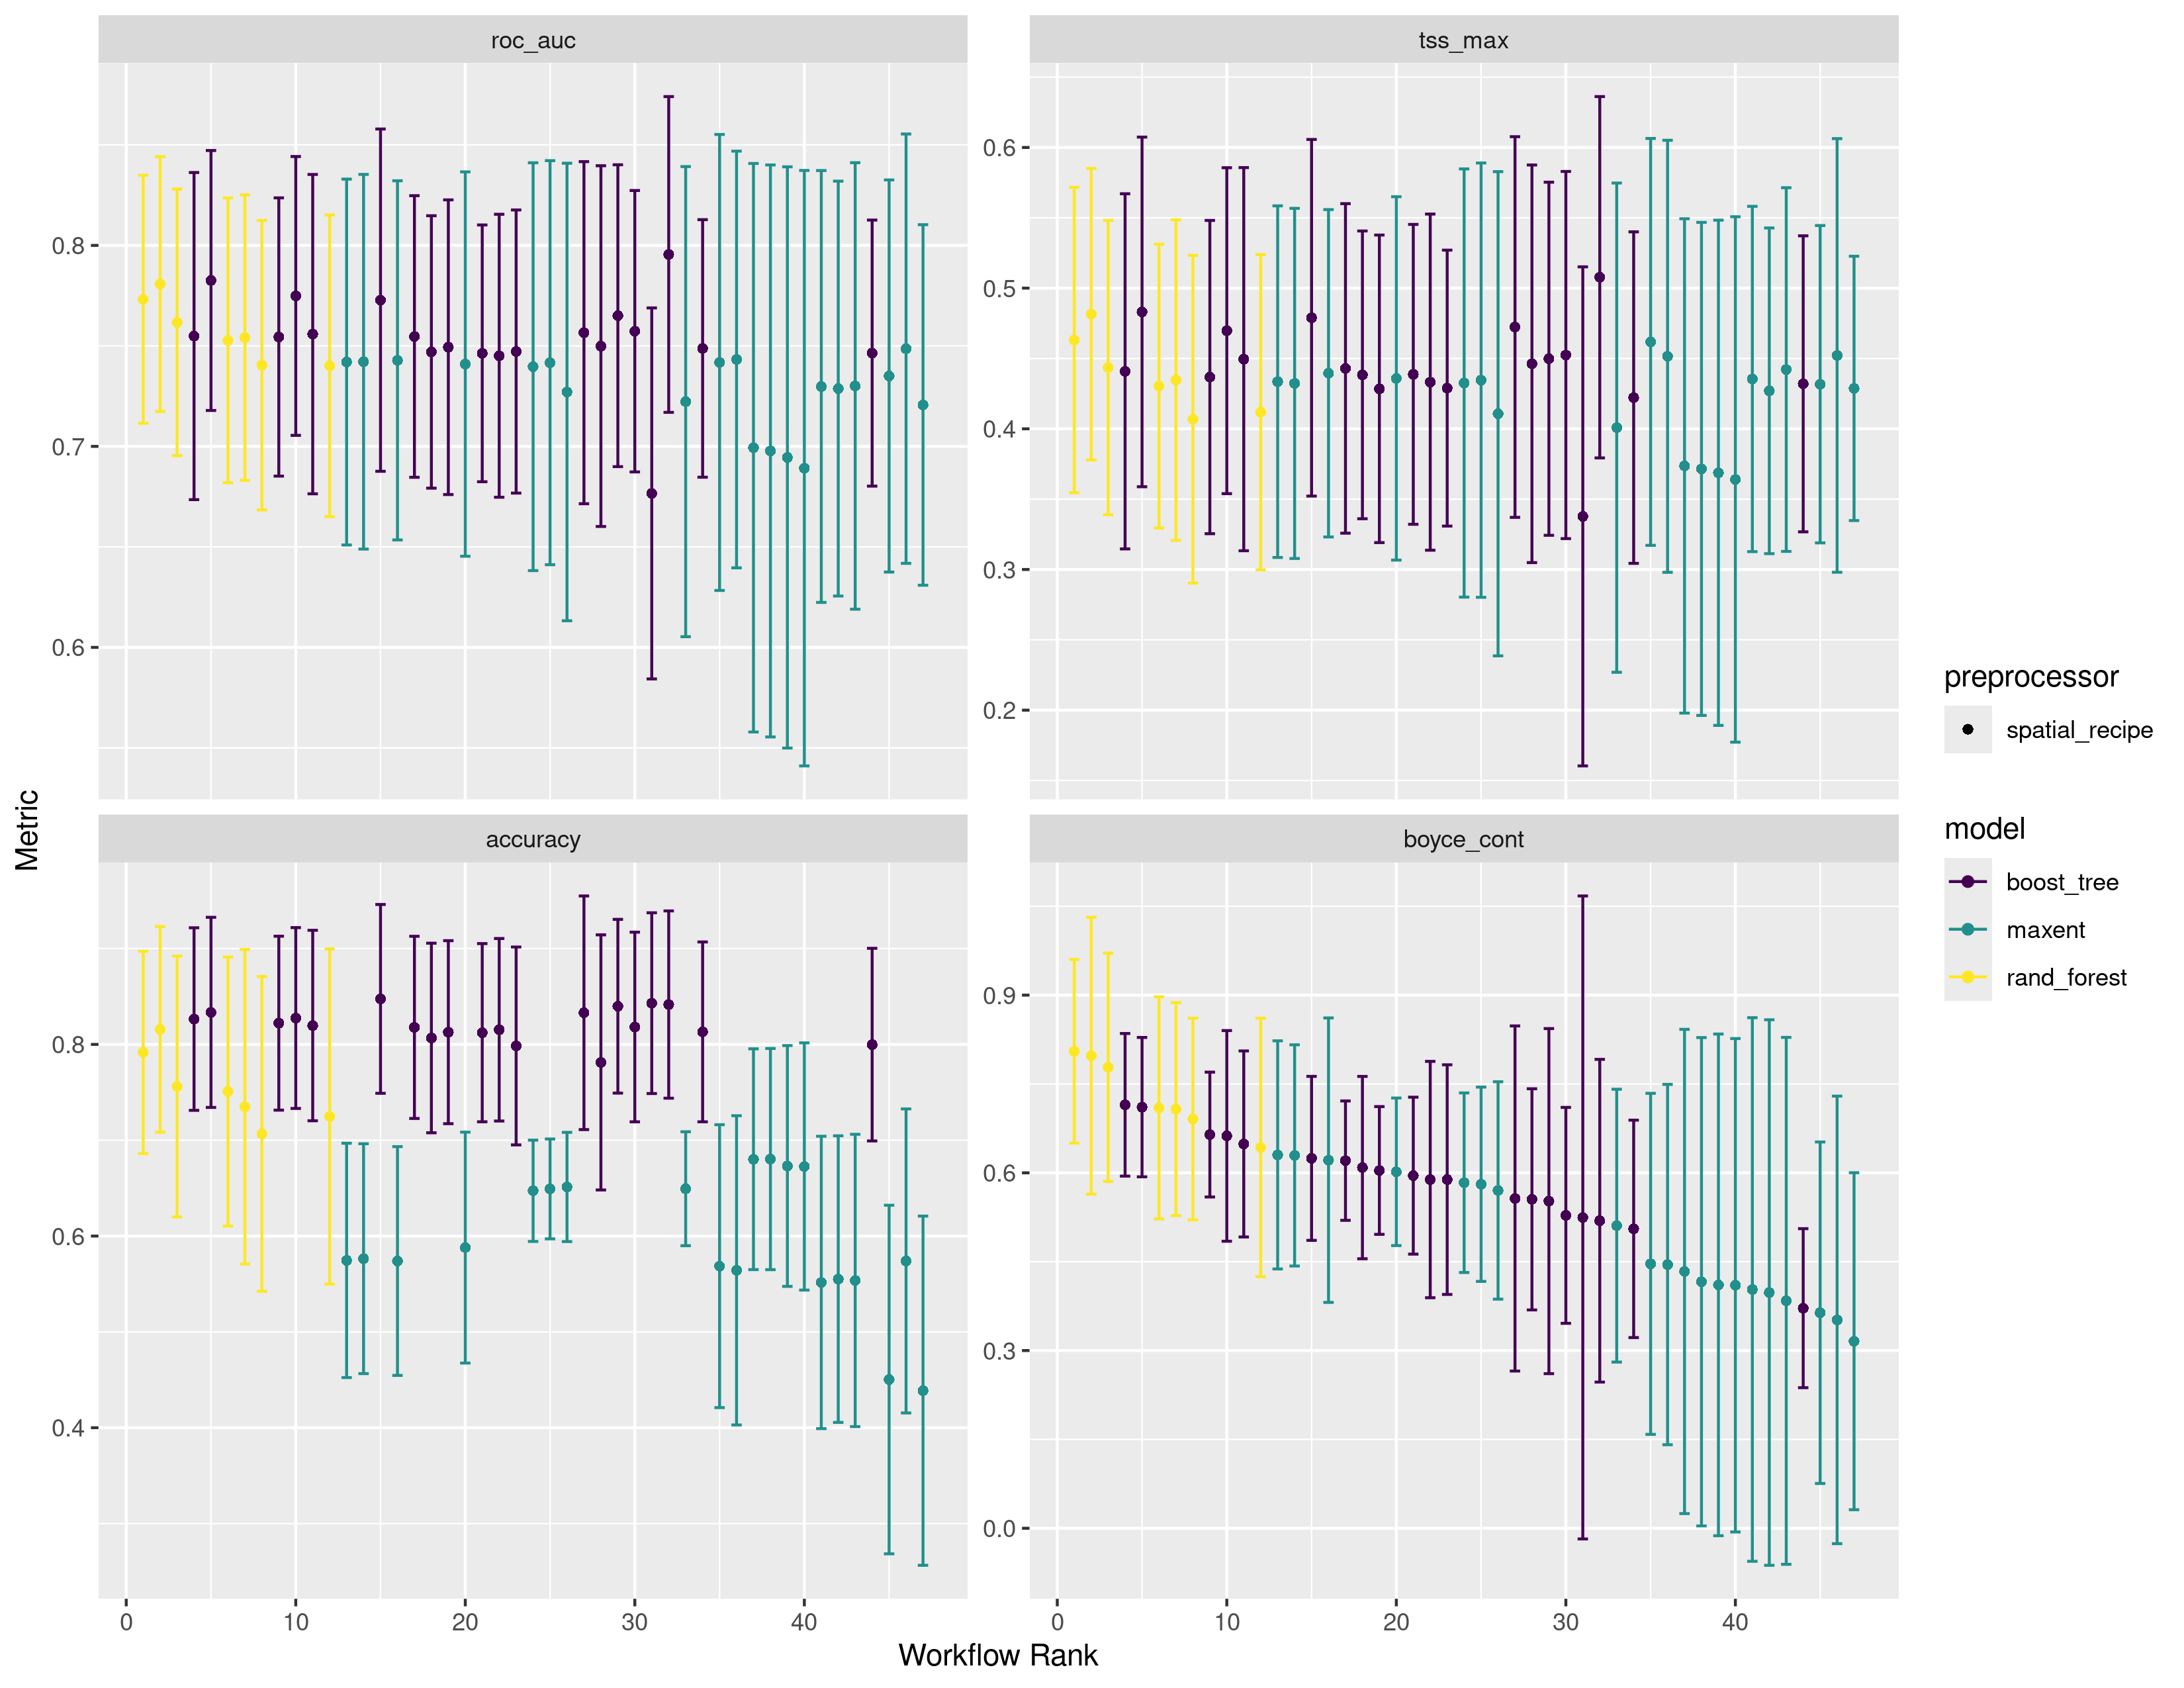 roc_auc
tss_max
0.8
0.7
0.6
0.6
0.5
0.4
0.3
0.2
accuracy
boyce_cont
0.8
0.6
0.4
0.9
0.6
0.3
0.0
0 10 20 30 40
0 10 20 30 40
Workflow Rank
Metric
preprocessor
spatial_recipe
model
boost_tree
maxent
rand_forest